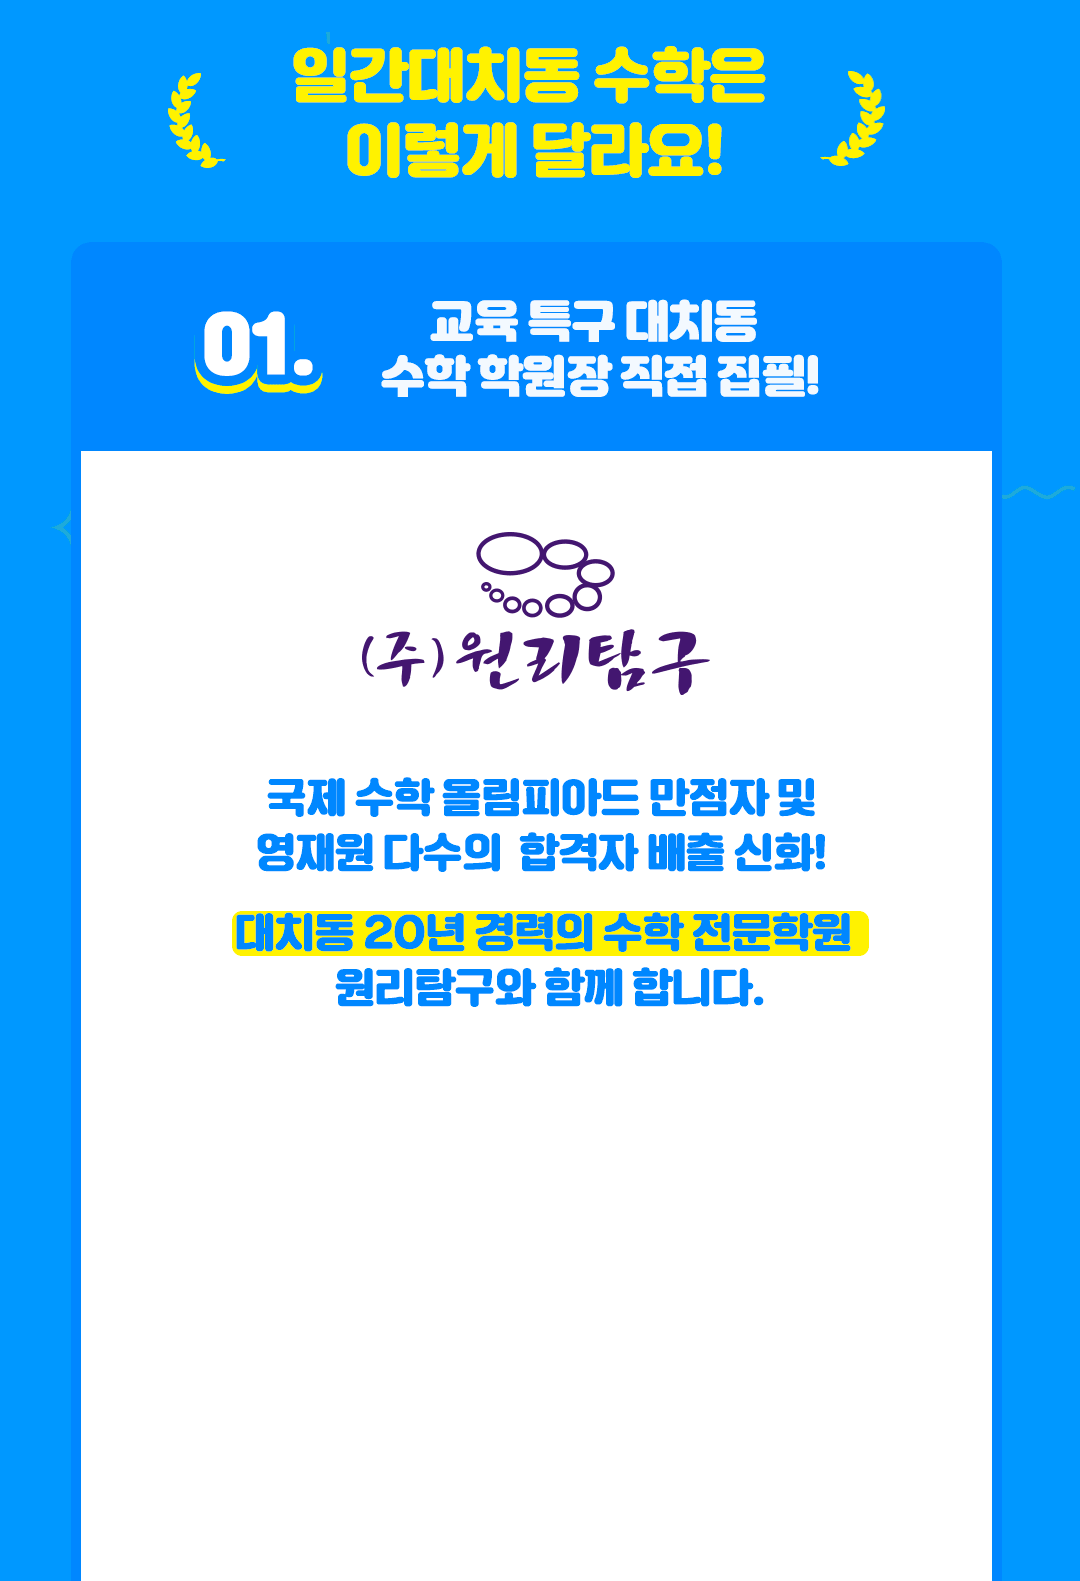 일간대치동 수학은
이렇게 달라요!
01.
교육 특구 대치동
수학 학원장 직접 집필!
(주)원리탐구
국제 수학 올림피아드 만점자 및
영재원 다수의 합격자 배출 신화!
대치동 20년 경력의 수학 전문학원
원리탐구와 함께 합니다.